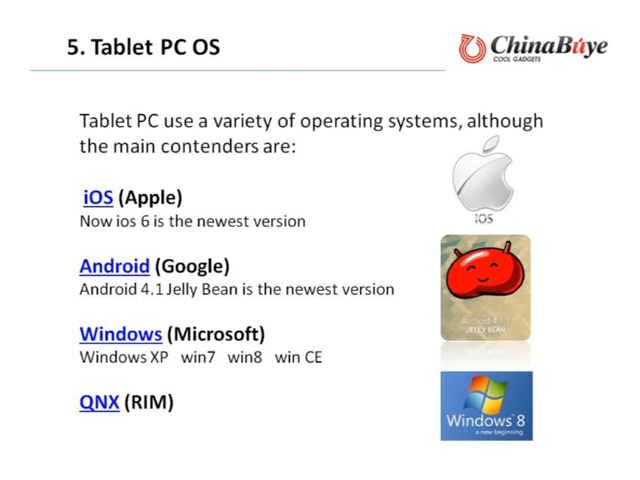 5. Tablet PC OS
ChinaBuye
COOL GADGETS
Tablet PC use a variety of operating systems, although
the main contenders are:
iOS (Apple)
Now ios 6 is the newest version
iOS
Android (Google)
Android 4.1 Jelly Bean is the newest version
Android 4.1.1
JELLY BEAN
Windows (Microsoft)
Windows XP win7 win8 win CE
QNX (RIM)
Windows 8
a new beginning